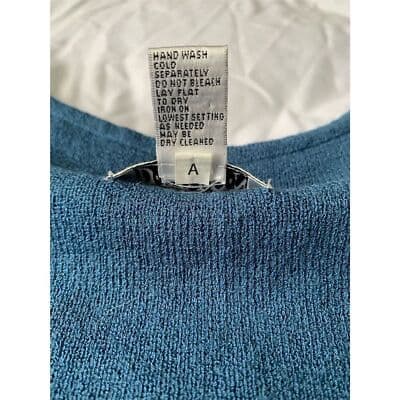 HAND WASH
COLD
SEPARATELY
DO NOT BLEACH
LAY FLAT
TO DRY
IRON ON
LOWEST SETTING
AS NEEDED
MAY BE
DRY CLEANED
A